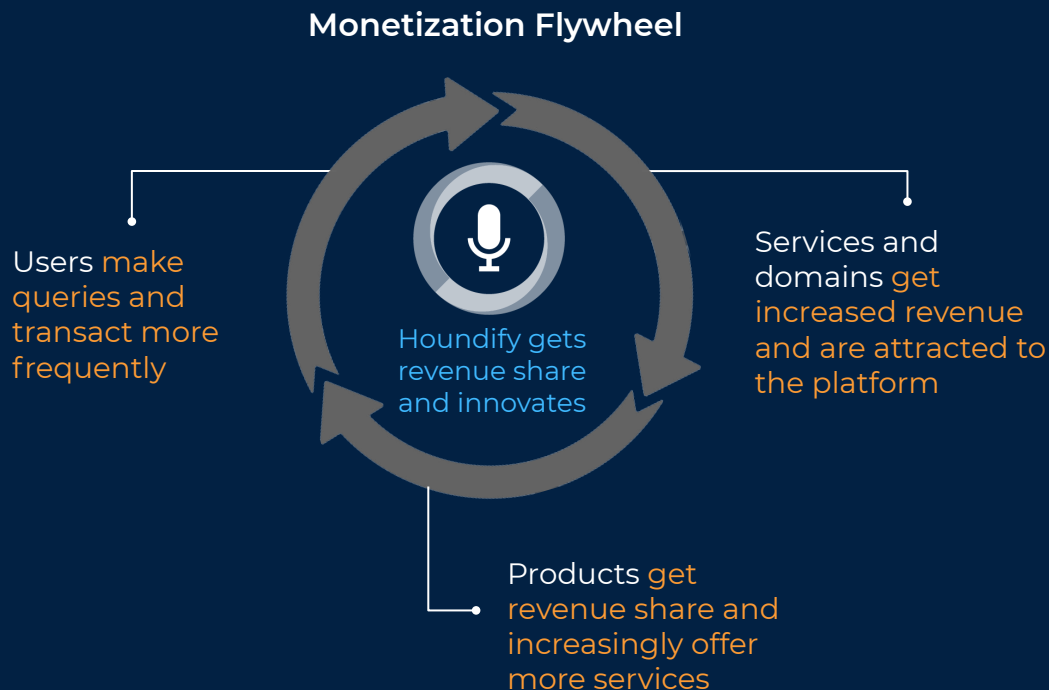 Monetization Flywheel
Users make
queries and
transact more
frequently
Houndify gets
revenue share
and innovates
Services and
domains get
increased revenue
and are attracted to
the platform
Products get
revenue share and
increasingly offer
more services